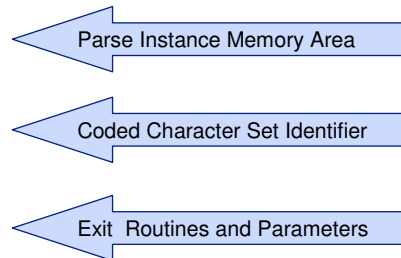 Parse Instance Memory Area
Coded Character Set Identifier
Exit Routines and Parameters